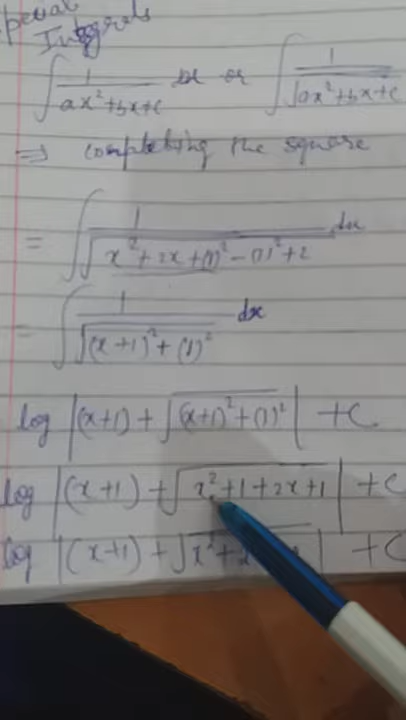 Special
Integrals
∫ 1/(ax²+bx+c) dx or ∫ 1/√(ax²+bx+c)
⇒ completing the square
= ∫ 1/√(x²+2x+(1)²-(1)²+2) dx
= ∫ 1/√((x+1)²+(1)²) dx
log |(x+1) + √((x+1)²+(1)²)| + C
log |(x+1) + √(x²+1+2x+1)| + C
log |(x+1) + √(x²+ | + C